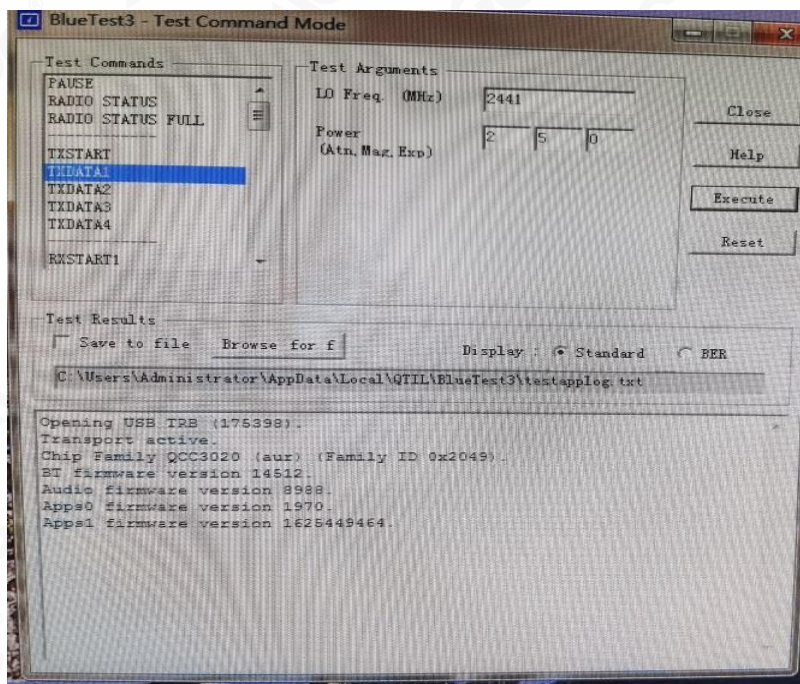 BlueTest3 - Test Command Mode
Test Commands
PAUSE
RADIO STATUS
RADIO STATUS FULL
TXSTART
TXDATA1
TXDATA2
TXDATA3
TXDATA4
RXSTART1
Test Arguments
LO Freq. (MHz) 2441
Power
(Atn, Mag, Exp) 2 5 0
Close
Help
Execute
Reset
Test Results
Save to file Browse for f Display : Standard BER
C:\Users\Administrator\AppData\Local\QTIL\BlueTest3\testapplog.txt
Opening USB TRB (175398).
Transport active.
Chip Family QCC3020 (aur) (Family ID 0x2049).
BT firmware version 14512.
Audio firmware version 8988.
Apps0 firmware version 1970.
Apps1 firmware version 1625449464.